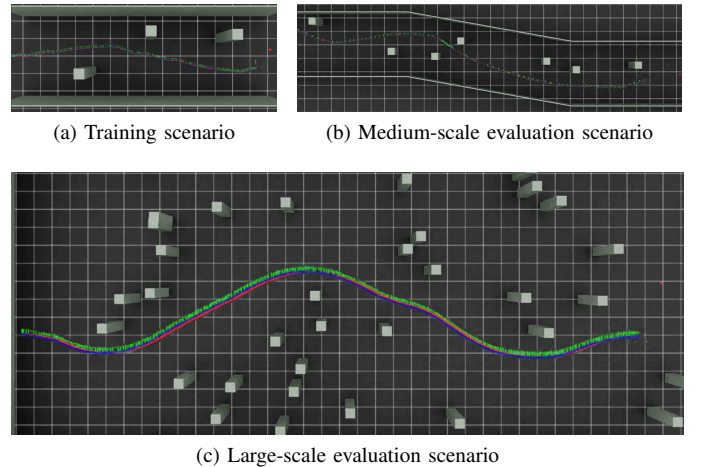 (a) Training scenario
(b) Medium-scale evaluation scenario
(c) Large-scale evaluation scenario